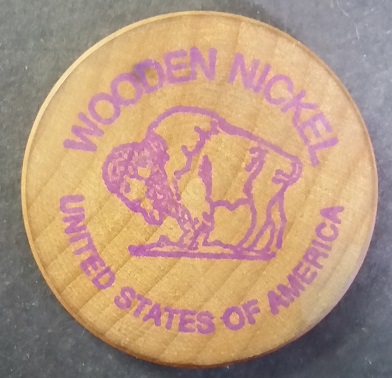 WOODEN NICKEL
UNITED STATES OF AMERICA